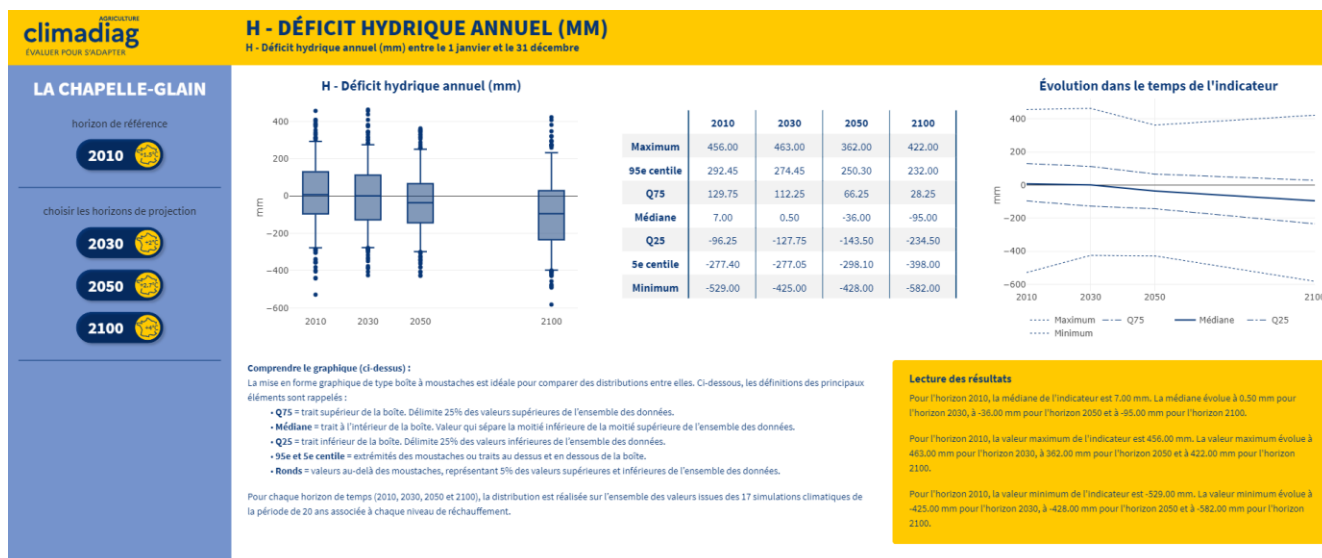 AGRICULTURE
climadiag
ÉVALUER POUR S'ADAPTER
H - DÉFICIT HYDRIQUE ANNUEL (MM)
H - Déficit hydrique annuel (mm) entre le 1 janvier et le 31 décembre
LA CHAPELLE-GLAIN
horizon de référence
2010
choisir les horizons de projection
2030
2050
2100
H - Déficit hydrique annuel (mm)
400
200
0
−200
−400
−600
mm
2010 2030 2050 2100
2010 2030 2050 2100
Maximum 456.00 463.00 362.00 422.00
95e centile 292.45 274.45 250.30 232.00
Q75 129.75 112.25 66.25 28.25
Médiane 7.00 0.50 -36.00 -95.00
Q25 -96.25 -127.75 -143.50 -234.50
5e centile -277.40 -277.05 -298.10 -398.00
Minimum -529.00 -425.00 -428.00 -582.00
Évolution dans le temps de l'indicateur
400
200
0
−200
−400
−600
mm
2010 2030 2050 2100
Maximum Q75 Médiane Q25
Minimum
Comprendre le graphique (ci-dessus) :
La mise en forme graphique de type boîte à moustaches est idéale pour comparer des distributions entre elles. Ci-dessous, les définitions des principaux
éléments sont rappelés :
• Q75 = trait supérieur de la boîte. Délimite 25% des valeurs supérieures de l'ensemble des données.
• Médiane = trait à l'intérieur de la boîte. Valeur qui sépare la moitié inférieure de la moitié supérieure de l'ensemble des données.
• Q25 = trait inférieur de la boîte. Délimite 25% des valeurs inférieures de l'ensemble des données.
• 95e et 5e centile = extrémités des moustaches ou traits au dessus et en dessous de la boîte.
• Ronds = valeurs au-delà des moustaches, représentant 5% des valeurs supérieures et inférieures de l'ensemble des données.
Pour chaque horizon de temps (2010, 2030, 2050 et 2100), la distribution est réalisée sur l'ensemble des valeurs issues des 17 simulations climatiques de
la période de 20 ans associée à chaque niveau de réchauffement.
Lecture des résultats
Pour l'horizon 2010, la médiane de l'indicateur est 7.00 mm. La médiane évolue à 0.50 mm pour
l'horizon 2030, à -36.00 mm pour l'horizon 2050 et à -95.00 mm pour l'horizon 2100.
Pour l'horizon 2010, la valeur maximum de l'indicateur est 456.00 mm. La valeur maximum évolue à
463.00 mm pour l'horizon 2030, à 362.00 mm pour l'horizon 2050 et à 422.00 mm pour l'horizon
2100.
Pour l'horizon 2010, la valeur minimum de l'indicateur est -529.00 mm. La valeur minimum évolue à
-425.00 mm pour l'horizon 2030, à -428.00 mm pour l'horizon 2050 et à -582.00 mm pour l'horizon
2100.